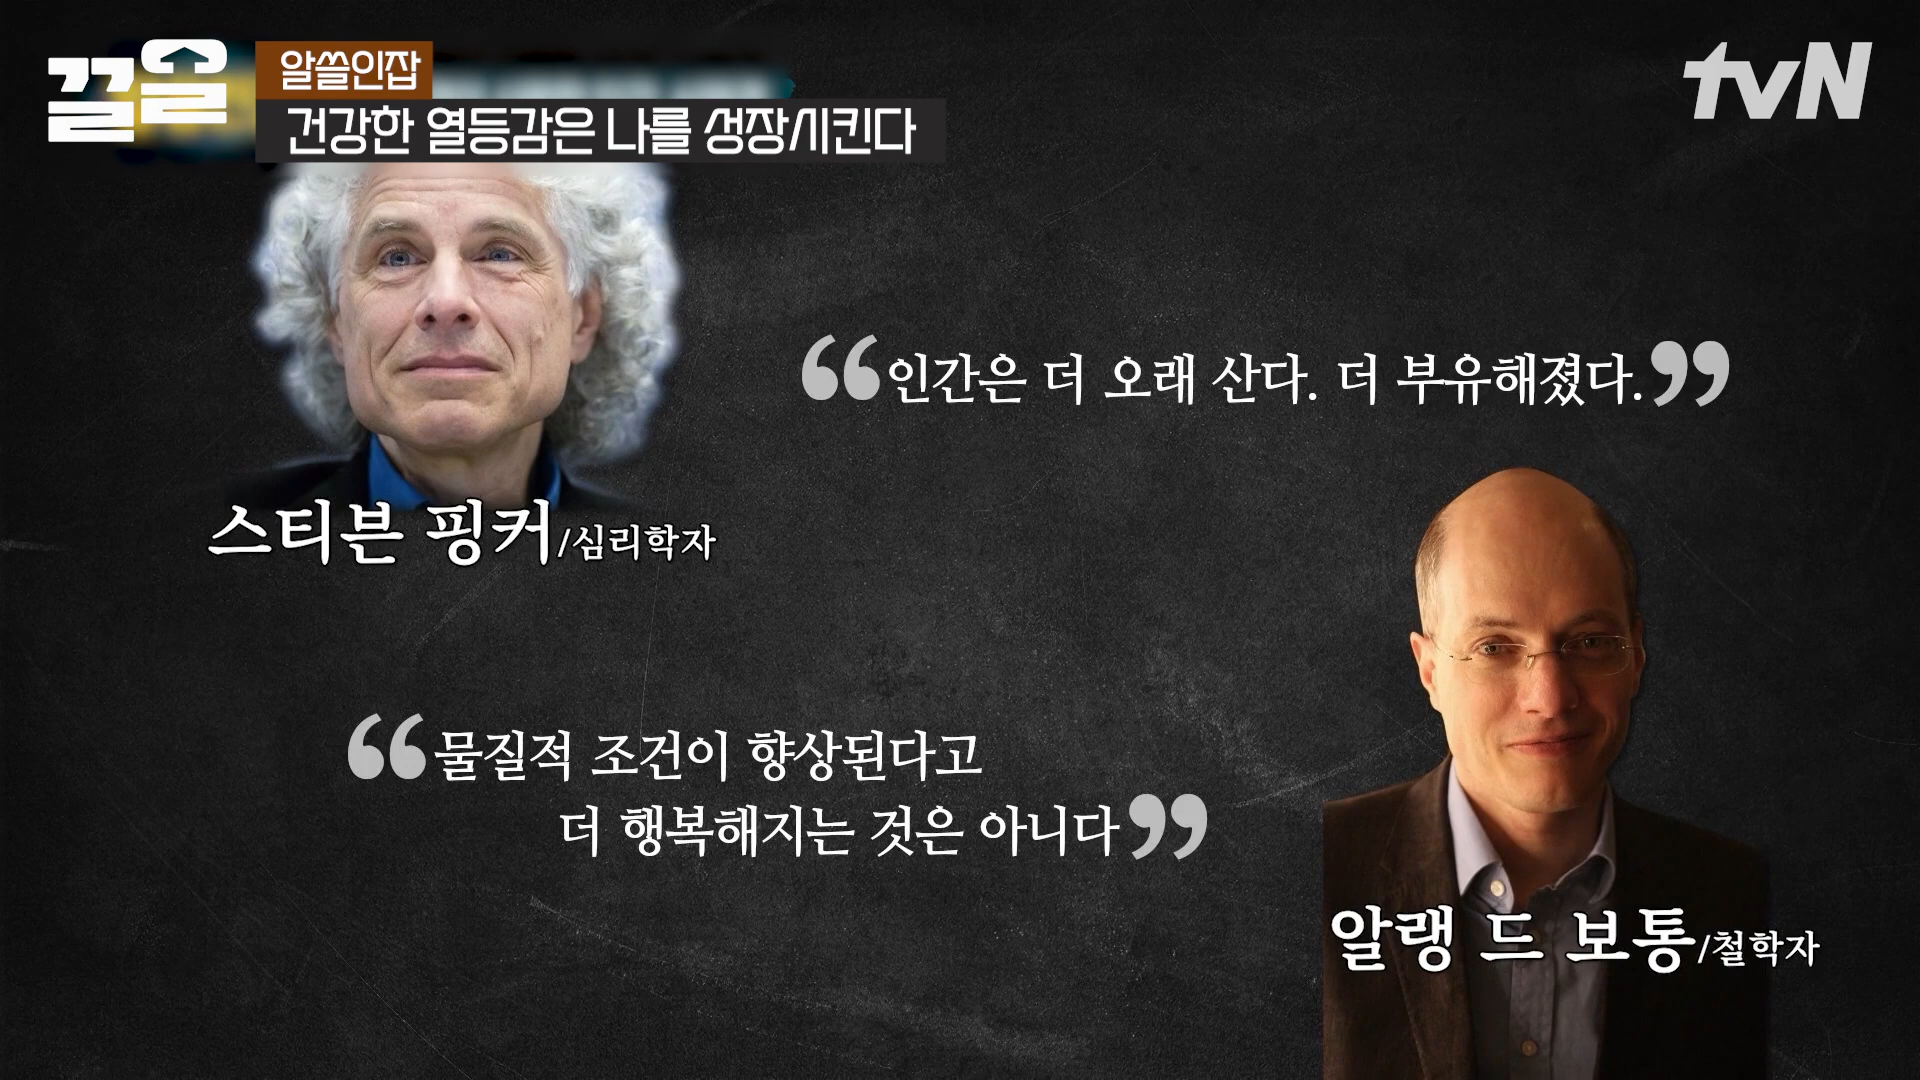 끌올
알쓸인잡
건강한 열등감은 나를 성장시킨다
tvN
“인간은 더 오래 산다. 더 부유해졌다.”
스티븐 핑커/심리학자
“물질적 조건이 향상된다고
더 행복해지는 것은 아니다”
알랭 드 보통/철학자